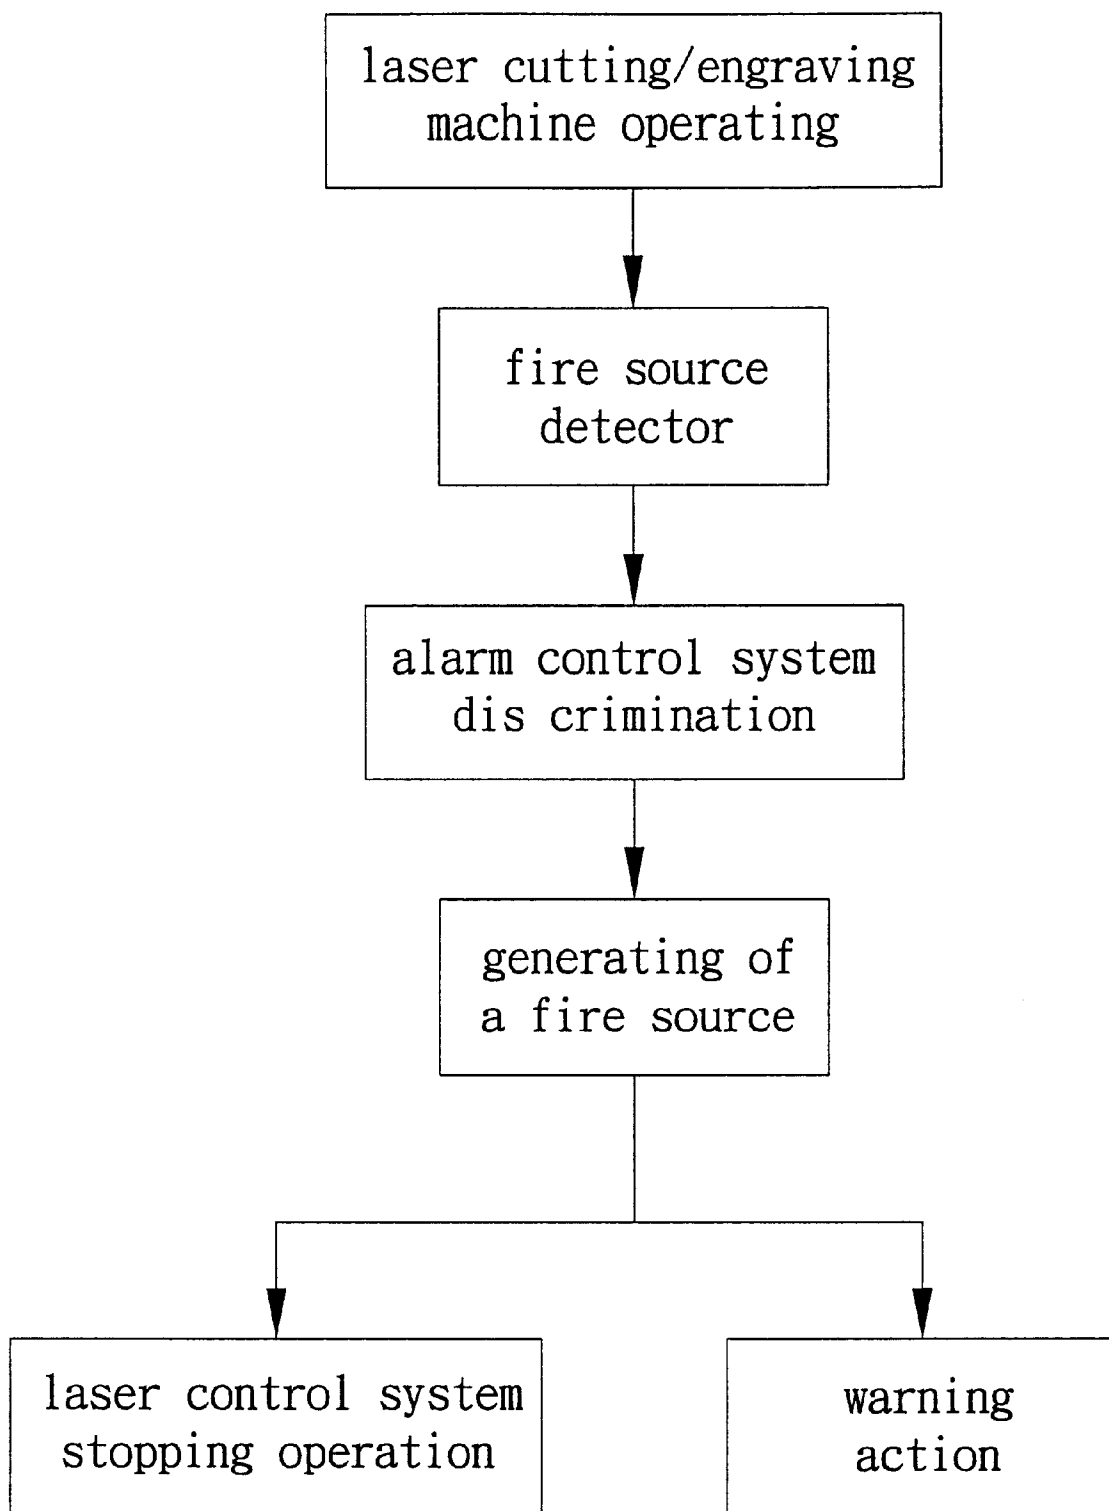 laser cutting/engraving
machine operating
fire source
detector
alarm control system
dis crimination
generating of
a fire source
laser control system
stopping operation
warning
action